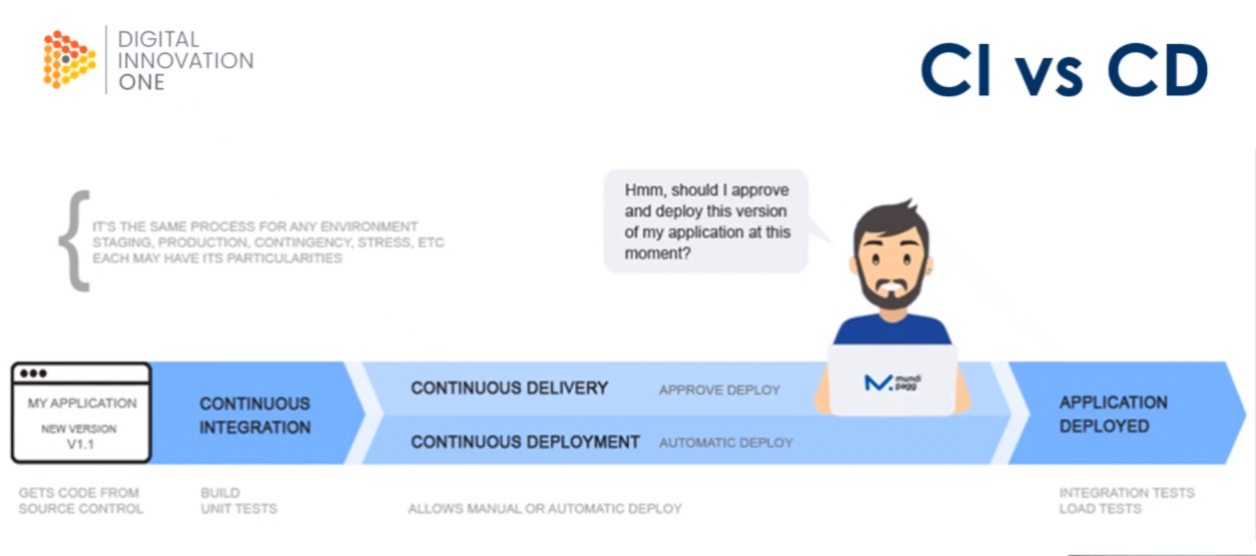 DIGITAL
INNOVATION
ONE
CI vs CD
IT'S THE SAME PROCESS FOR ANY ENVIRONMENT
STAGING, PRODUCTION, CONTINGENCY, STRESS, ETC
EACH MAY HAVE ITS PARTICULARITIES
Hmm, should I approve
and deploy this version
of my application at this
moment?
MY APPLICATION
NEW VERSION
V1.1
CONTINUOUS
INTEGRATION
CONTINUOUS DELIVERY APPROVE DEPLOY
CONTINUOUS DEPLOYMENT AUTOMATIC DEPLOY
mundi
pagg
APPLICATION
DEPLOYED
GETS CODE FROM
SOURCE CONTROL
BUILD
UNIT TESTS
ALLOWS MANUAL OR AUTOMATIC DEPLOY
INTEGRATION TESTS
LOAD TESTS